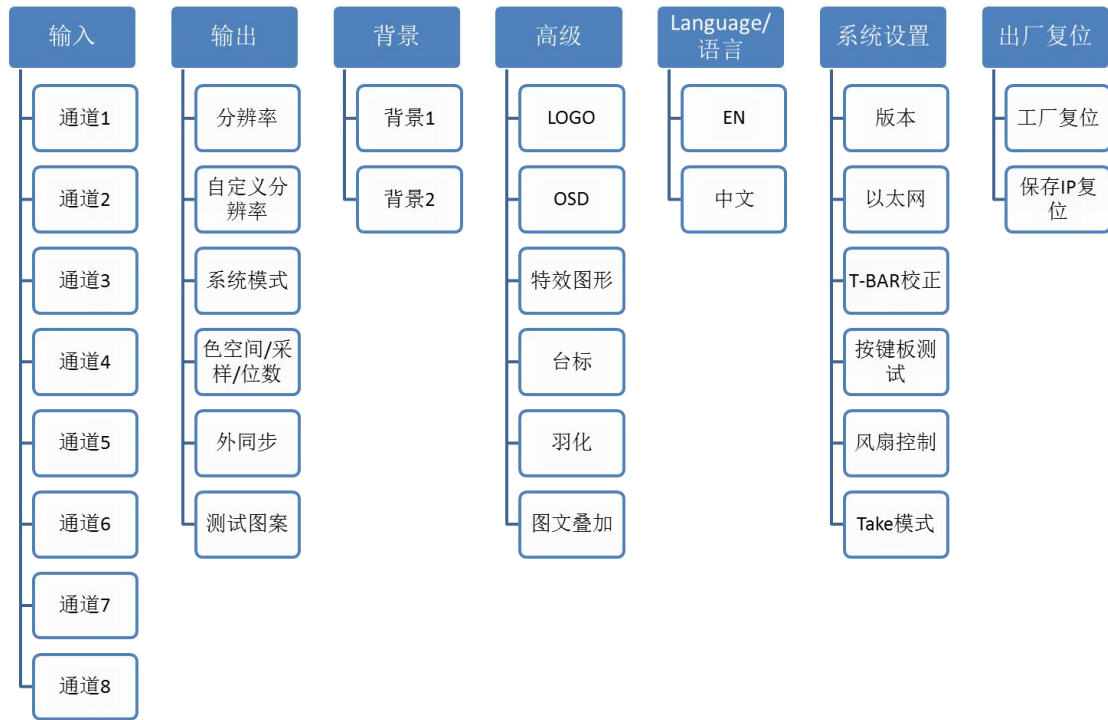 输入
通道1
通道2
通道3
通道4
通道5
通道6
通道7
通道8
输出
分辨率
自定义分
辨率
系统模式
色空间/采
样/位数
外同步
测试图案
背景
背景1
背景2
高级
LOGO
OSD
特效图形
台标
羽化
图文叠加
Language/
语言
EN
中文
系统设置
版本
以太网
T-BAR校正
按键板测
试
风扇控制
Take模式
出厂复位
工厂复位
保存IP复
位